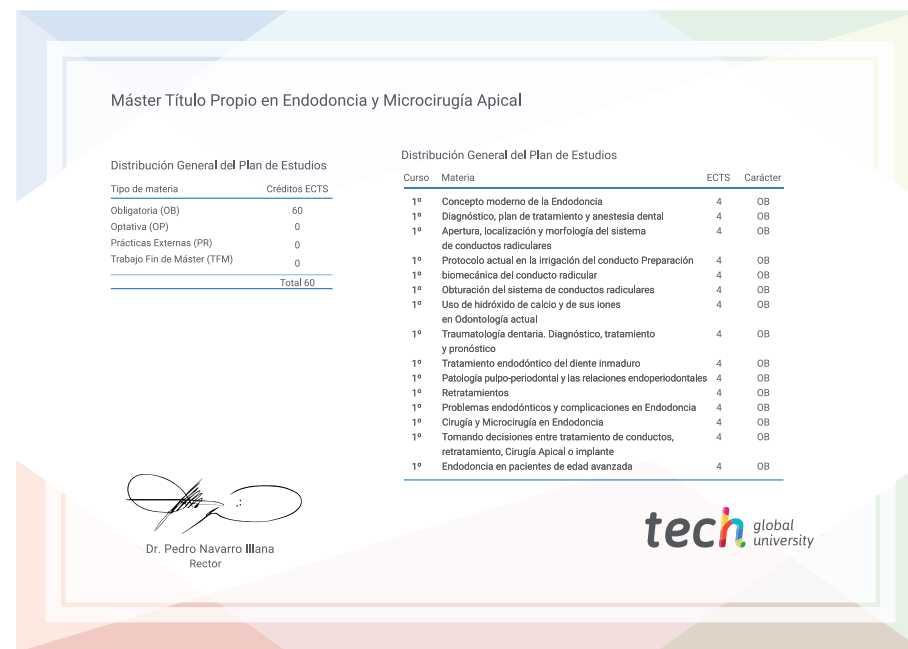 Máster Título Propio en Endodoncia y Microcirugía Apical
Distribución General del Plan de Estudios
Tipo de materia Créditos ECTS
Obligatoria (OB) 60
Optativa (OP) 0
Prácticas Externas (PR) 0
Trabajo Fin de Máster (TFM) 0
Total 60
Distribución General del Plan de Estudios
Curso Materia ECTS Carácter
1º Concepto moderno de la Endodoncia 4 OB
1º Diagnóstico, plan de tratamiento y anestesia dental 4 OB
1º Apertura, localización y morfología del sistema 4 OB
de conductos radiculares
1º Protocolo actual en la irrigación del conducto Preparación 4 OB
1º biomecánica del conducto radicular 4 OB
1º Obturación del sistema de conductos radiculares 4 OB
1º Uso de hidróxido de calcio y de sus iones 4 OB
en Odontología actual
1º Traumatología dentaria. Diagnóstico, tratamiento 4 OB
y pronóstico
1º Tratamiento endodóntico del diente inmaduro 4 OB
1º Patología pulpo-periodontal y las relaciones endoperiodontales 4 OB
1º Retratamientos 4 OB
1º Problemas endodónticos y complicaciones en Endodoncia 4 OB
1º Cirugía y Microcirugía en Endodoncia 4 OB
1º Tomando decisiones entre tratamiento de conductos, 4 OB
retratamiento, Cirugía Apical o implante
1º Endodoncia en pacientes de edad avanzada 4 OB
Dr. Pedro Navarro Illana
Rector
tech global
university